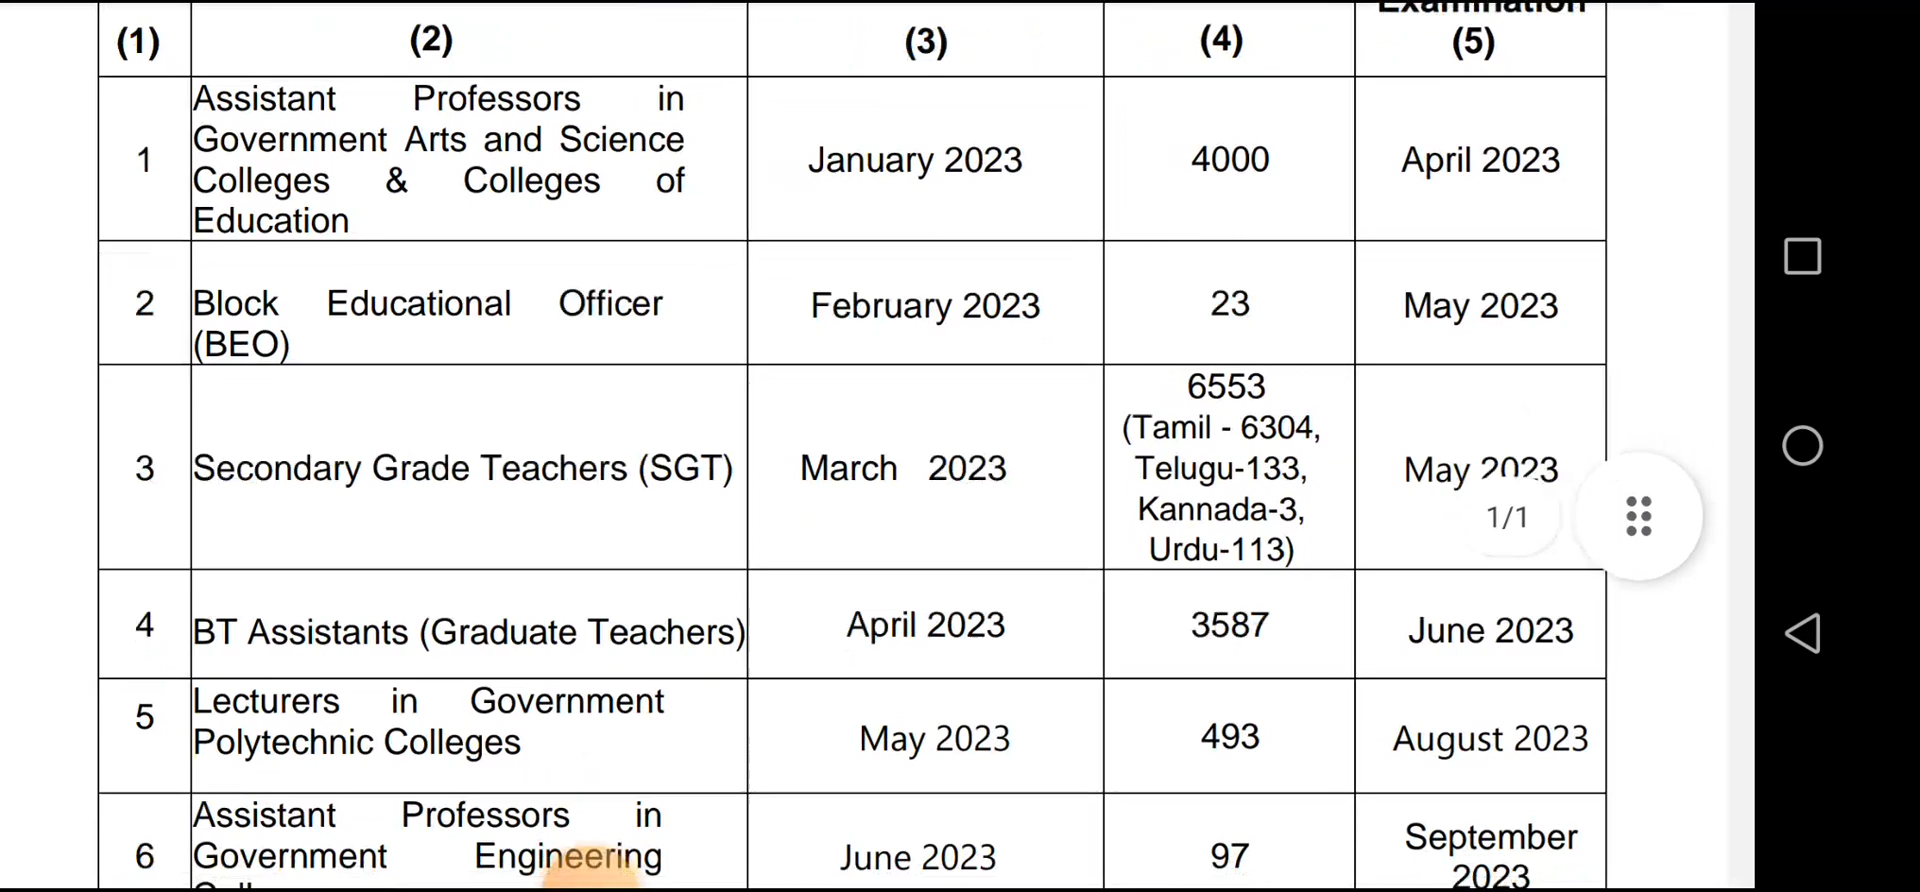 Examination
(1) (2) (3) (4) (5)
1 Assistant Professors in Government Arts and Science Colleges & Colleges of Education January 2023 4000 April 2023
2 Block Educational Officer (BEO) February 2023 23 May 2023
3 Secondary Grade Teachers (SGT) March 2023 6553 (Tamil - 6304, Telugu-133, Kannada-3, Urdu-113) May 2023
1/1
4 BT Assistants (Graduate Teachers) April 2023 3587 June 2023
5 Lecturers in Government Polytechnic Colleges May 2023 493 August 2023
6 Assistant Professors in Government Engineering June 2023 97 September 2023